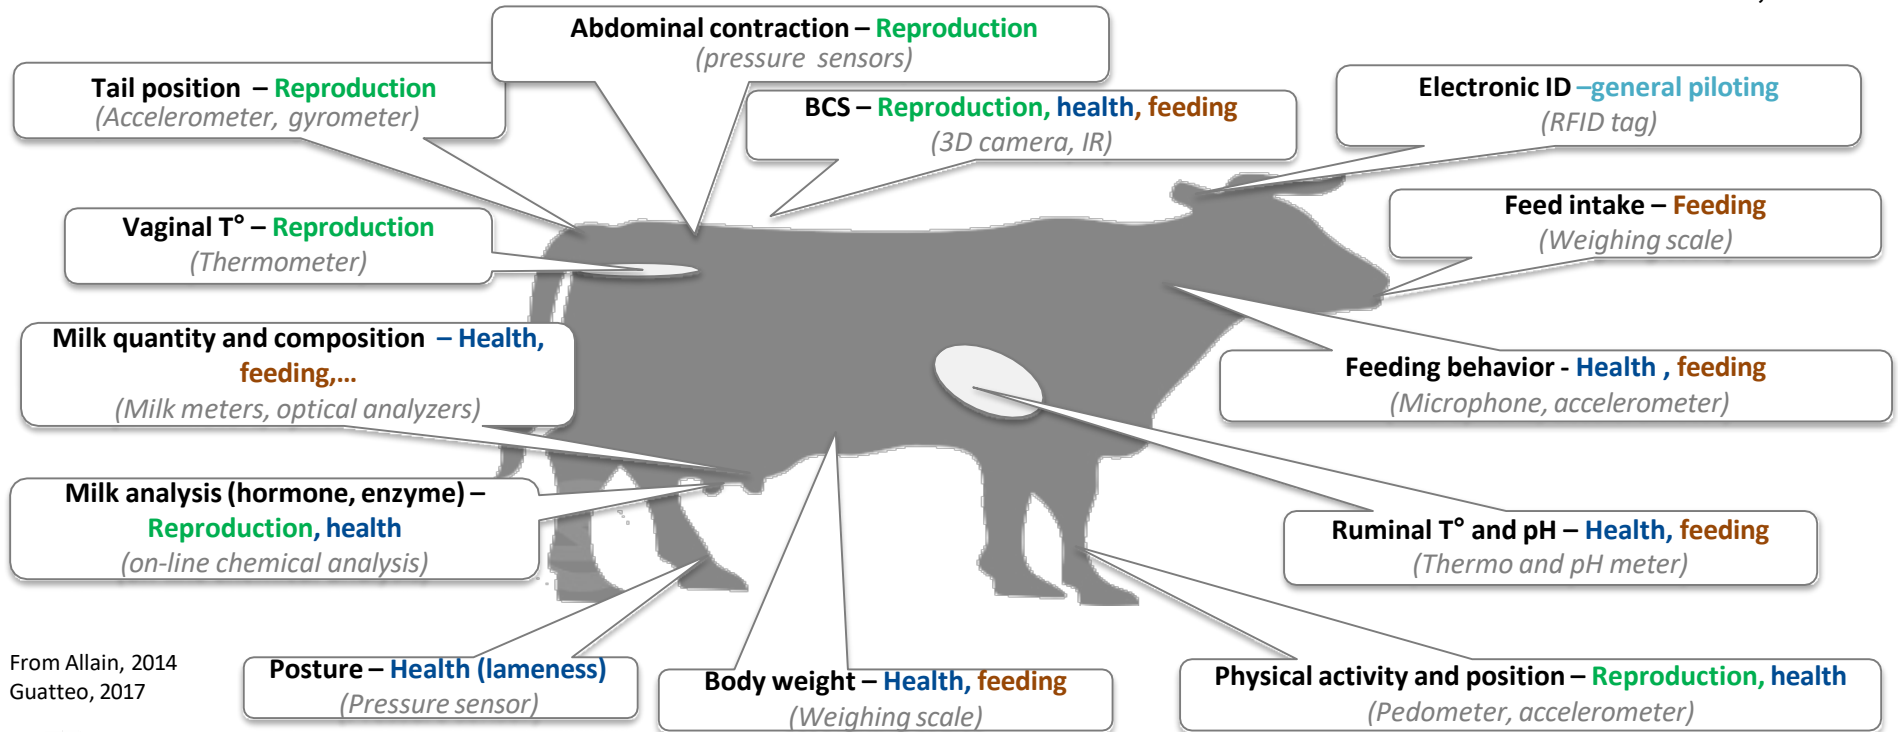 Abdominal contraction – Reproduction
(pressure sensors)
Tail position – Reproduction
(Accelerometer, gyrometer)
BCS – Reproduction, health, feeding
(3D camera, IR)
Electronic ID –general piloting
(RFID tag)
Vaginal T° – Reproduction
(Thermometer)
Feed intake – Feeding
(Weighing scale)
Milk quantity and composition – Health,
feeding,...
(Milk meters, optical analyzers)
Feeding behavior - Health , feeding
(Microphone, accelerometer)
Milk analysis (hormone, enzyme) –
Reproduction, health
(on-line chemical analysis)
Ruminal T° and pH – Health, feeding
(Thermo and pH meter)
From Allain, 2014
Guatteo, 2017
Posture – Health (lameness)
(Pressure sensor)
Body weight – Health, feeding
(Weighing scale)
Physical activity and position – Reproduction, health
(Pedometer, accelerometer)